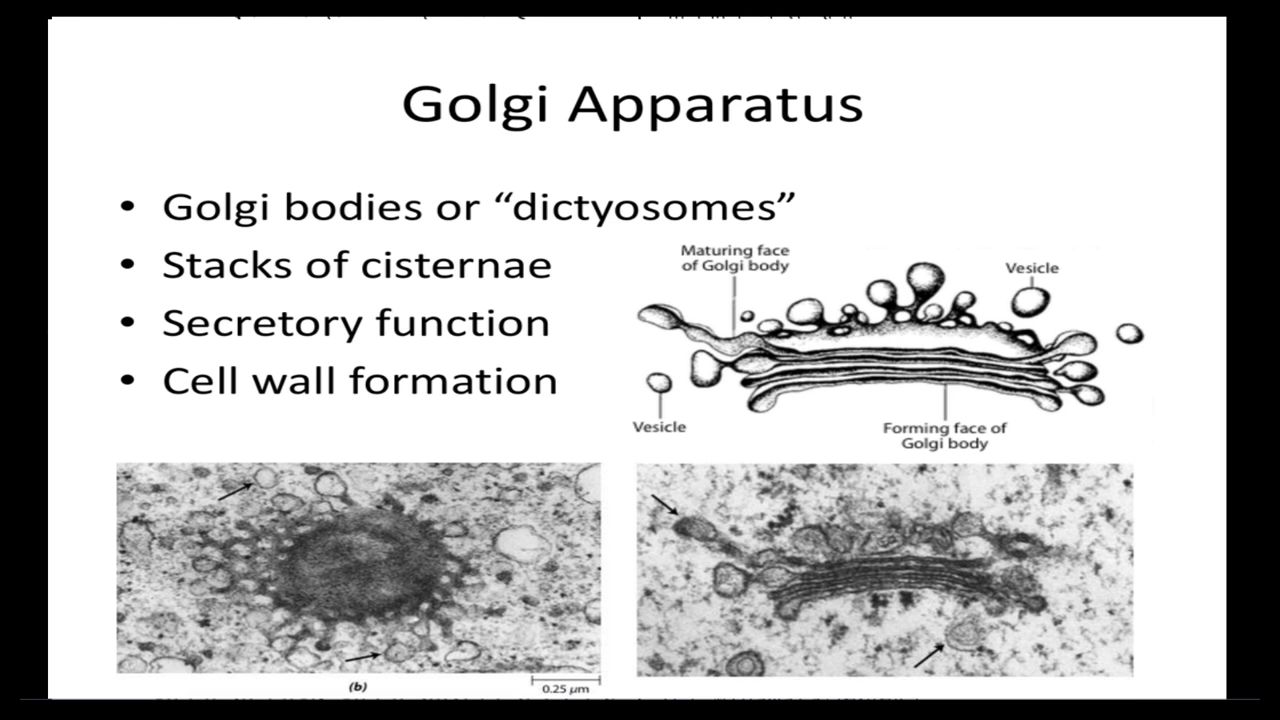 Golgi Apparatus
• Golgi bodies or “dictyosomes”
• Stacks of cisternae
• Secretory function
• Cell wall formation
Maturing face
of Golgi body
Vesicle
Vesicle
Forming face of
Golgi body
(b)
0.25 µm